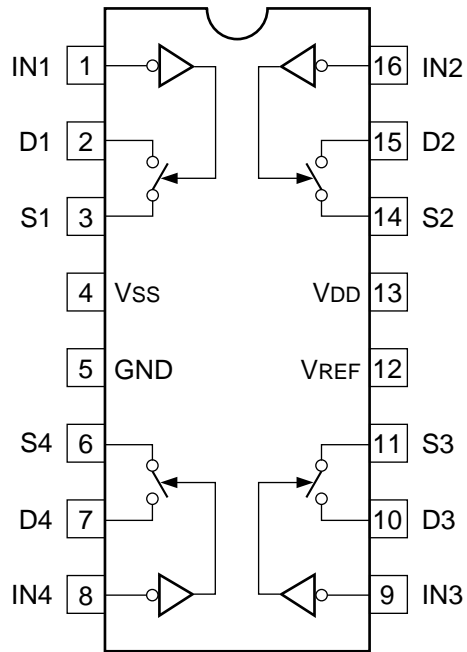 IN1 1 16 IN2
D1 2 15 D2
S1 3 14 S2
4 VSS VDD 13
5 GND VREF 12
S4 6 11 S3
D4 7 10 D3
IN4 8 9 IN3